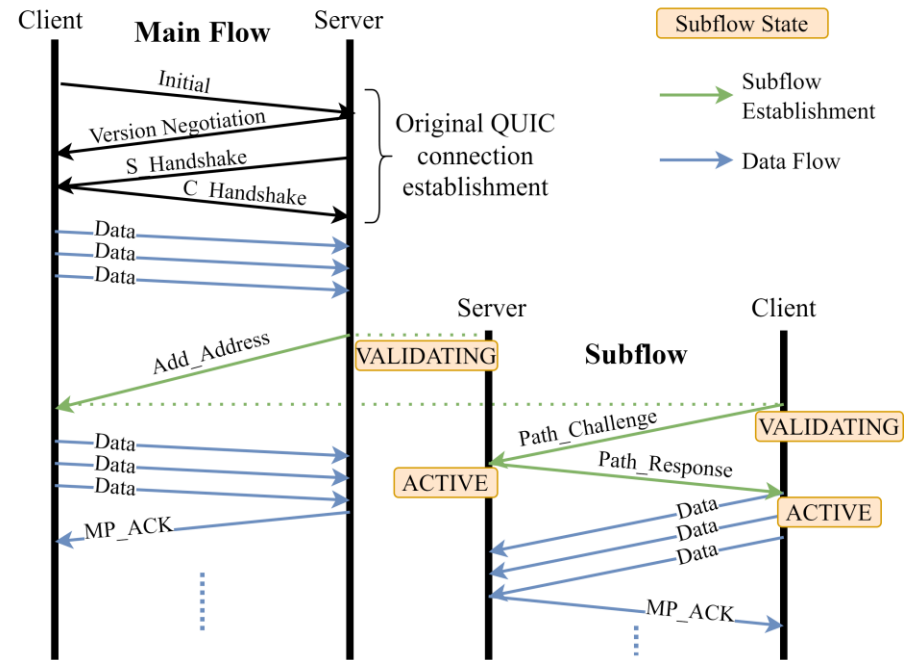 Client
Main Flow
Server
Subflow State
Initial
Version Negotiation
S_Handshake
C_Handshake
Original QUIC
connection
establishment
Subflow
Establishment
Data Flow
Data
Data
Data
Server
Client
Add_Address
VALIDATING
Subflow
Path_Challenge
VALIDATING
Path_Response
Data
Data
Data
ACTIVE
ACTIVE
Data
Data
Data
MP_ACK
MP_ACK